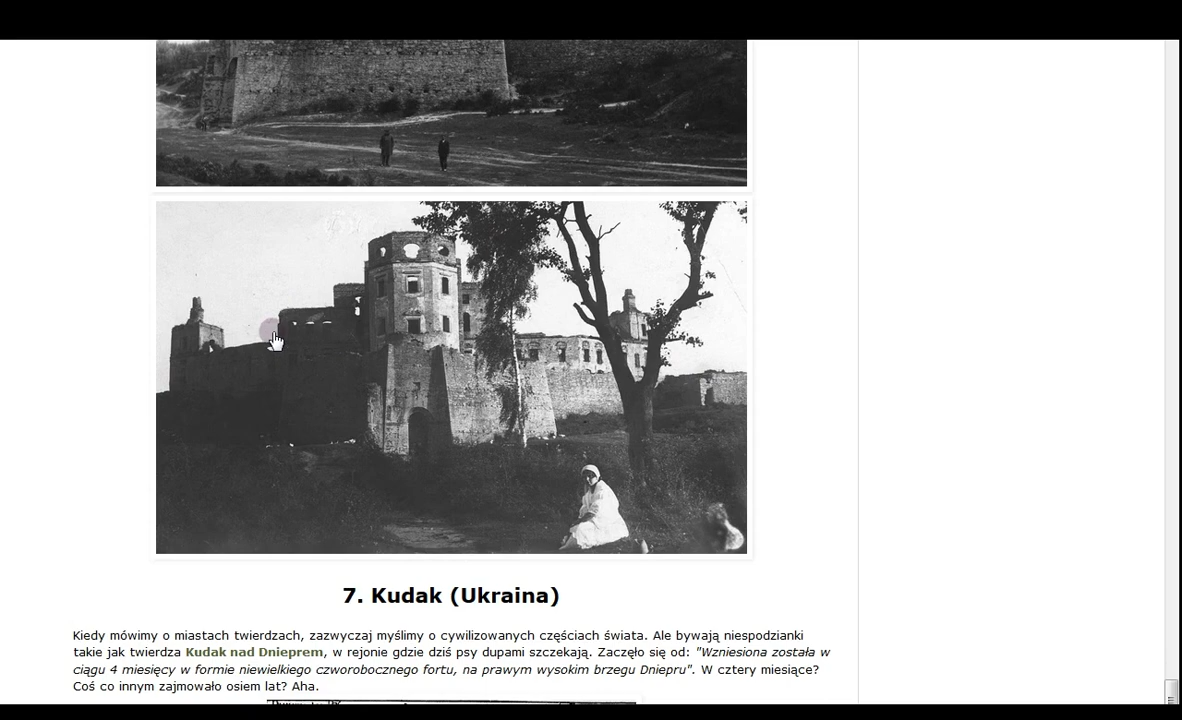 7. Kudak (Ukraina)
Kiedy mówimy o miastach twierdzach, zazwyczaj myślimy o cywilizowanych częściach świata. Ale bywają niespodzianki
takie jak twierdza Kudak nad Dnieprem, w rejonie gdzie dziś psy dupami szczekają. Zaczęło się od: "Wzniesiona została w
ciągu 4 miesięcy w formie niewielkiego czworobocznego fortu, na prawym wysokim brzegu Dniepru". W cztery miesiące?
Coś co innym zajmowało osiem lat? Aha.